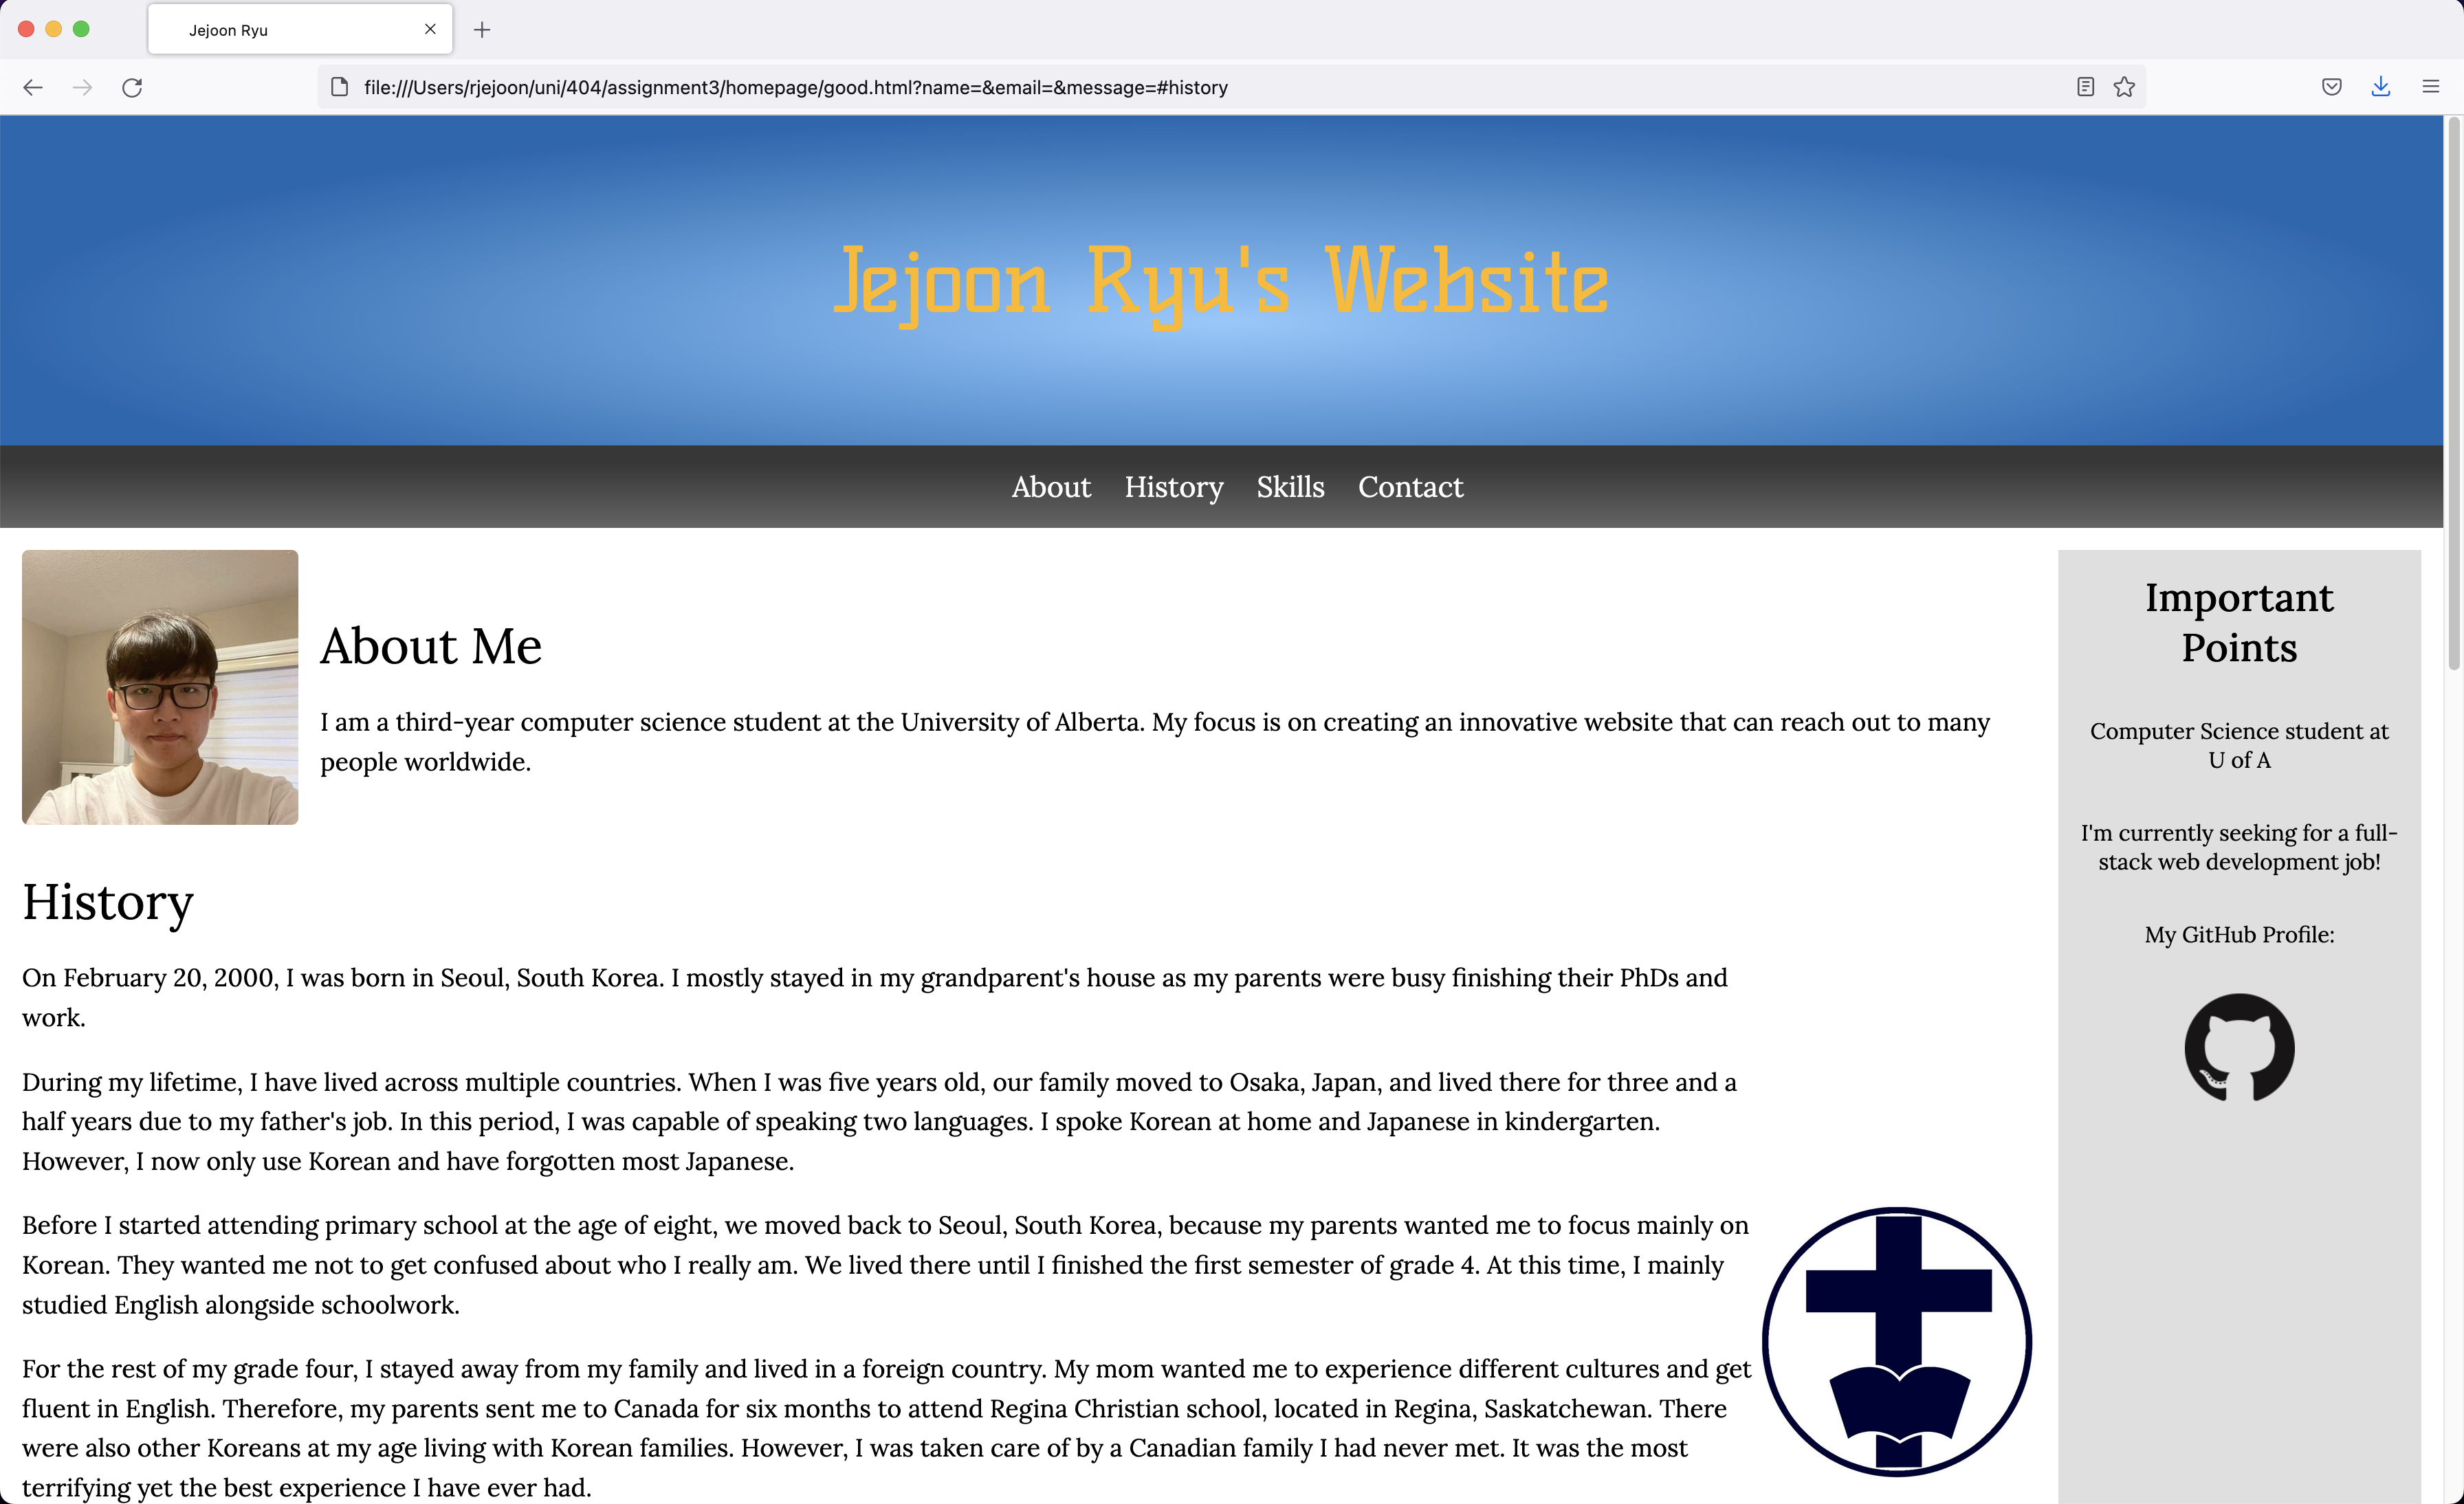 Jejoon Ryu
file:///Users/rjejoon/uni/404/assignment3/homepage/good.html?name=&email=&message=#history
Jejoon Ryu's Website
About History Skills Contact
About Me
I am a third-year computer science student at the University of Alberta. My focus is on creating an innovative website that can reach out to many
people worldwide.
History
On February 20, 2000, I was born in Seoul, South Korea. I mostly stayed in my grandparent's house as my parents were busy finishing their PhDs and
work.
During my lifetime, I have lived across multiple countries. When I was five years old, our family moved to Osaka, Japan, and lived there for three and a
half years due to my father's job. In this period, I was capable of speaking two languages. I spoke Korean at home and Japanese in kindergarten.
However, I now only use Korean and have forgotten most Japanese.
Before I started attending primary school at the age of eight, we moved back to Seoul, South Korea, because my parents wanted me to focus mainly on
Korean. They wanted me not to get confused about who I really am. We lived there until I finished the first semester of grade 4. At this time, I mainly
studied English alongside schoolwork.
For the rest of my grade four, I stayed away from my family and lived in a foreign country. My mom wanted me to experience different cultures and get
fluent in English. Therefore, my parents sent me to Canada for six months to attend Regina Christian school, located in Regina, Saskatchewan. There
were also other Koreans at my age living with Korean families. However, I was taken care of by a Canadian family I had never met. It was the most
terrifying yet the best experience I have ever had.
Important
Points
Computer Science student at
U of A
I'm currently seeking for a full-
stack web development job!
My GitHub Profile: